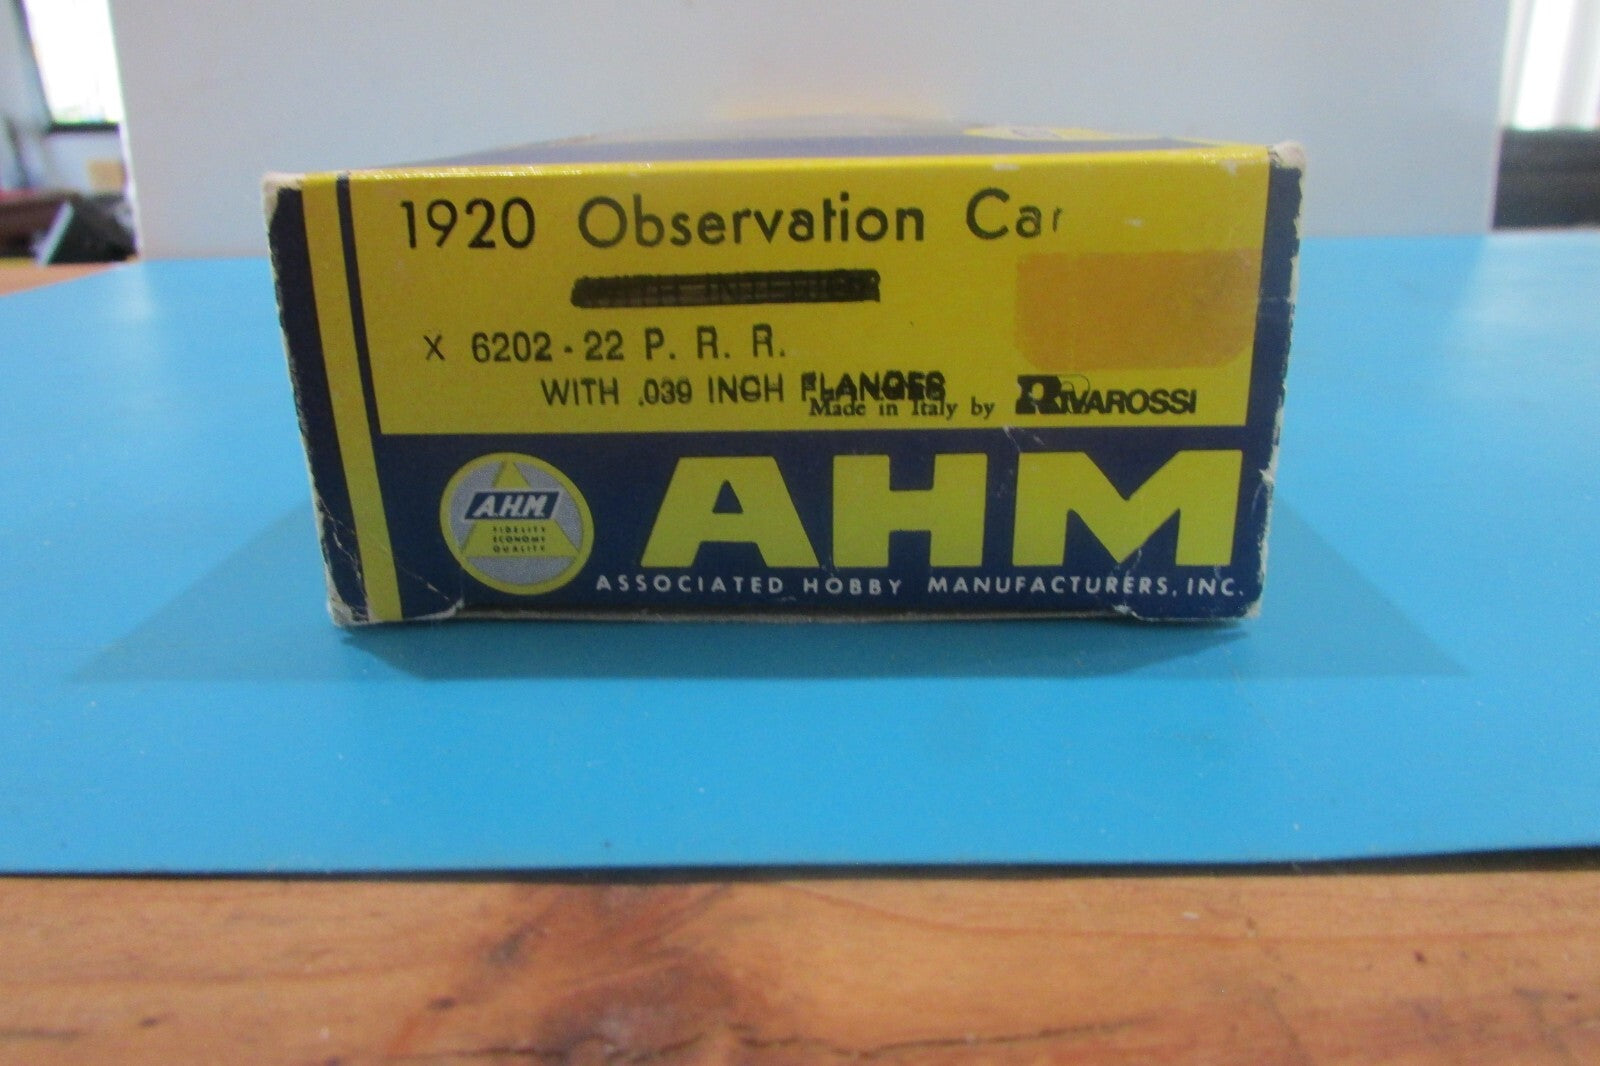 1920 Observation Car
X 6202-22 P. R. R.
WITH .039 INCH FLANGES
Made in Italy by RIVAROSSI
A.H.M.
FIDELITY
ECONOMY
QUALITY
AHM
ASSOCIATED HOBBY MANUFACTURERS, INC.